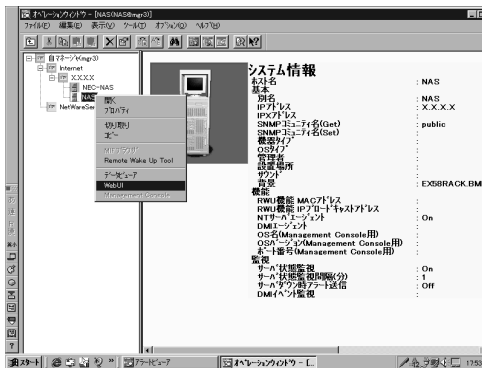 オペレーションウィンドウ - [NAS(NAS@mgr3)]
ファイル(F) 編集(E) 表示(V) ツール(T) オプション(O) ヘルプ(H)
自マネージャ(mgr3)
Internet
X.X.X.X
NEC-NAS
NAS
NetWareSer
開く
プロパティ
切り取り
コピー
MIBブラウザ
Remote Wake Up Tool
データビューア
WebUI
Management Console
システム情報
ホスト名 : NAS
基本
別名 : NAS
IPアドレス : X.X.X.X
IPXアドレス :
SNMPコミュニティ名(Get) : public
SNMPコミュニティ名(Set) :
機器タイプ :
OSタイプ :
管理者 :
設置場所 :
サウンド :
背景 : EX58RACK.BM
機能
RWU機能 MACアドレス :
RWU機能 IPブロードキャストアドレス :
NTサーバエージェント : On
DMIエージェント :
OS名(Management Console用) :
OSバージョン(Management Console用) :
ポート番号(Management Console用) :
監視
サーバ状態監視 : On
サーバ状態監視間隔(分) : 1
サーバダウン時アラート送信 : Off
DMIイベント監視 :
スタート
アラートビューア
オペレーションウィンドウ - [...
17:53